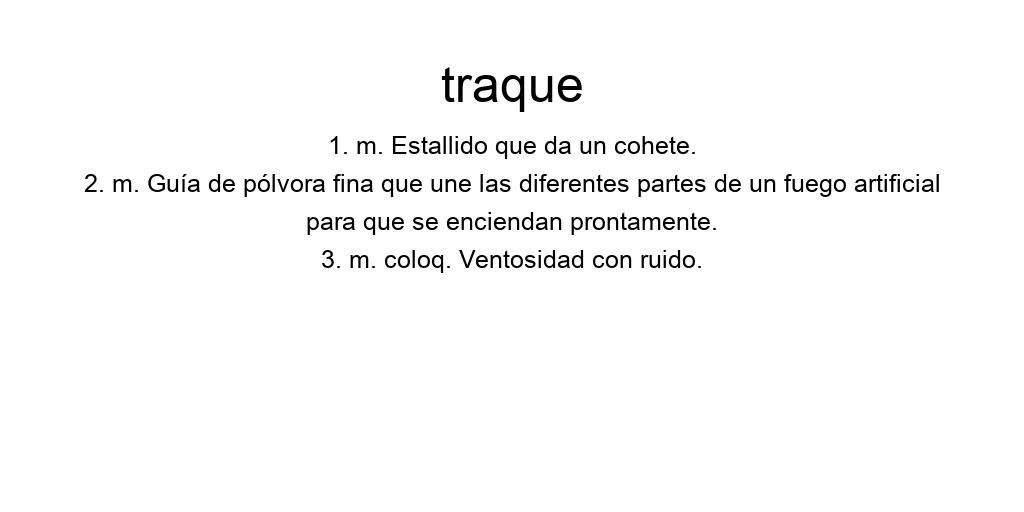 traque
1. m. Estallido que da un cohete.
2. m. Guía de pólvora fina que une las diferentes partes de un fuego artificial
para que se enciendan prontamente.
3. m. coloq. Ventosidad con ruido.